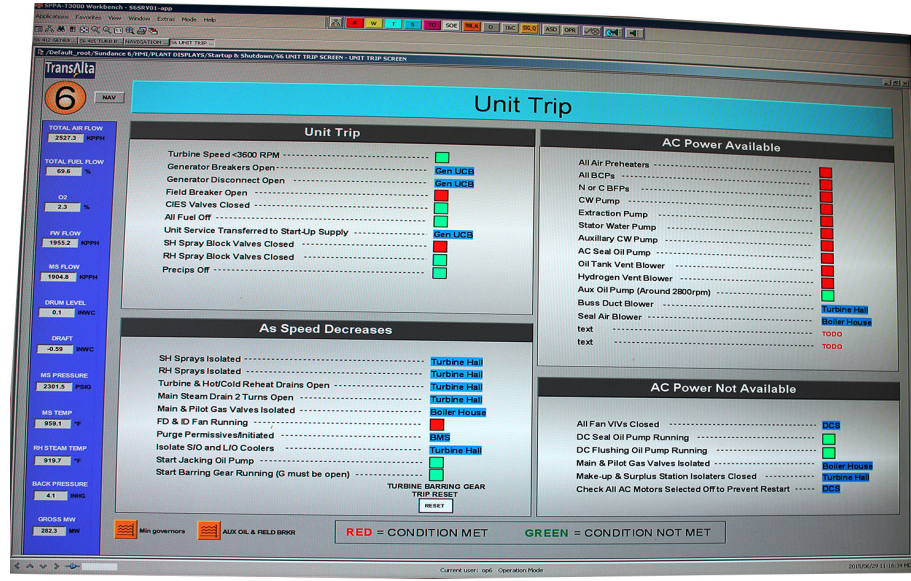 SPPA-T3000 Workbench - S6SRV01-app
Applications Favorites View Window Extras Mode Help
A W T S TO SOE MILA O I&C SIG_Q ASD OPR
S6 UNIT TRIP ...
/Default_root/Sundance 6/HMI/PLANT DISPLAYS/Startup & Shutdown/S6 UNIT TRIP SCREEN - UNIT TRIP SCREEN
TransAlta
6 NAV
Unit Trip
TOTAL AIR FLOW
2527.3 KPPH
TOTAL FUEL FLOW
69.6 %
O2
2.3 %
FW FLOW
1955.2 KPPH
MS FLOW
1904.8 KPPH
DRUM LEVEL
0.1 INWC
DRAFT
-0.59 INWC
MS PRESSURE
2301.5 PSIG
MS TEMP
959.1 °F
RH STEAM TEMP
919.7 °F
BACK PRESSURE
4.1 INHG
GROSS MW
282.3 MW
Unit Trip
Turbine Speed <3600 RPM
Generator Breakers Open Gen UCB
Generator Disconnect Open Gen UCB
Field Breaker Open
CIES Valves Closed
All Fuel Off
Unit Service Transferred to Start-Up Supply Gen UCB
SH Spray Block Valves Closed
RH Spray Block Valves Closed
Precips Off
As Speed Decreases
SH Sprays Isolated Turbine Hall
RH Sprays Isolated Turbine Hall
Turbine & Hot/Cold Reheat Drains Open Turbine Hall
Main Steam Drain 2 Turns Open Turbine Hall
Main & Pilot Gas Valves Isolated Boiler House
FD & ID Fan Running
Purge Permissives/Initiated BMS
Isolate S/O and L/O Coolers Turbine Hall
Start Jacking Oil Pump
Start Barring Gear Running (G must be open)
TURBINE BARRING GEAR
TRIP RESET
RESET
AC Power Available
All Air Preheaters
All BCPs
N or C BFPs
CW Pump
Extraction Pump
Stator Water Pump
Auxillary CW Pump
AC Seal Oil Pump
Oil Tank Vent Blower
Hydrogen Vent Blower
Aux Oil Pump (Around 2800rpm)
Buss Duct Blower Turbine Hall
Seal Air Blower Boiler House
text TODO
text TODO
AC Power Not Available
All Fan VIVs Closed DCS
DC Seal Oil Pump Running
DC Flushing Oil Pump Running
Main & Pilot Gas Valves Isolated Boiler House
Make-up & Surplus Station Isolaters Closed Turbine Hall
Check All AC Motors Selected Off to Prevent Restart DCS
Min governors AUX OIL & FIELD BRKR
RED = CONDITION MET GREEN = CONDITION NOT MET
Current user: op6 Operation Mode
2015/06/29 11:16:34